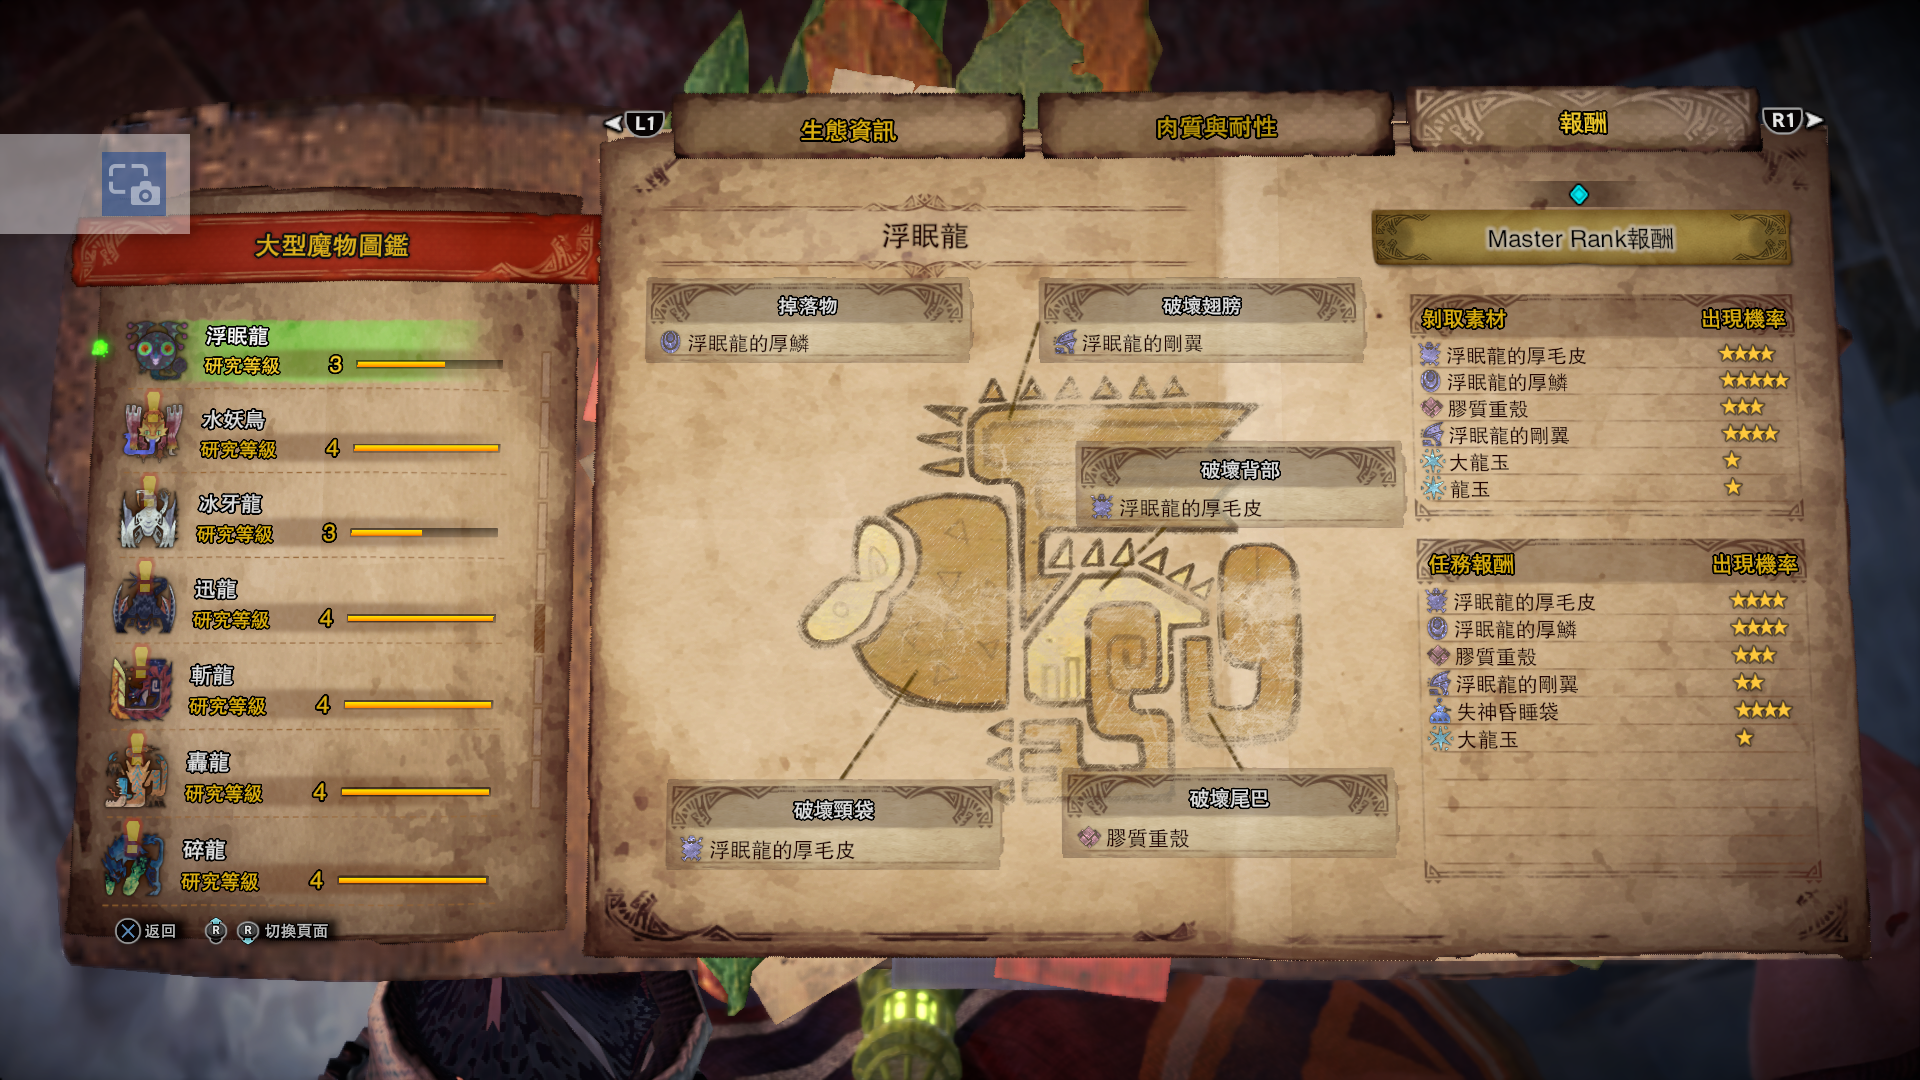 L1
生態資訊
肉質與耐性
報酬
R1
大型魔物圖鑑
浮眠龍
研究等級 3
水妖鳥
研究等級 4
冰牙龍
研究等級 3
迅龍
研究等級 4
斬龍
研究等級 4
轟龍
研究等級 4
碎龍
研究等級 4
返回
R R 切換頁面
浮眠龍
掉落物
浮眠龍的厚鱗
破壞翅膀
浮眠龍的剛翼
破壞背部
浮眠龍的厚毛皮
破壞頸袋
浮眠龍的厚毛皮
破壞尾巴
膠質重殼
Master Rank報酬
剝取素材 出現機率
浮眠龍的厚毛皮 ★★★★
浮眠龍的厚鱗 ★★★★★
膠質重殼 ★★★
浮眠龍的剛翼 ★★★★
大龍玉 ★
龍玉 ★
任務報酬 出現機率
浮眠龍的厚毛皮 ★★★★
浮眠龍的厚鱗 ★★★★
膠質重殼 ★★★
浮眠龍的剛翼 ★★
失神昏睡袋 ★★★★
大龍玉 ★